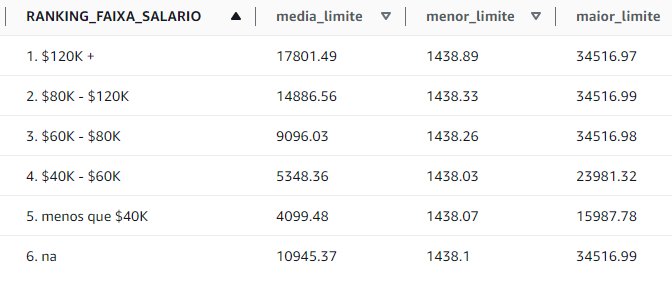 RANKING_FAIXA_SALARIO media_limite menor_limite maior_limite
1. $120K + 17801.49 1438.89 34516.97
2. $80K - $120K 14886.56 1438.33 34516.99
3. $60K - $80K 9096.03 1438.26 34516.98
4. $40K - $60K 5348.36 1438.03 23981.32
5. menos que $40K 4099.48 1438.07 15987.78
6. na 10945.37 1438.1 34516.99